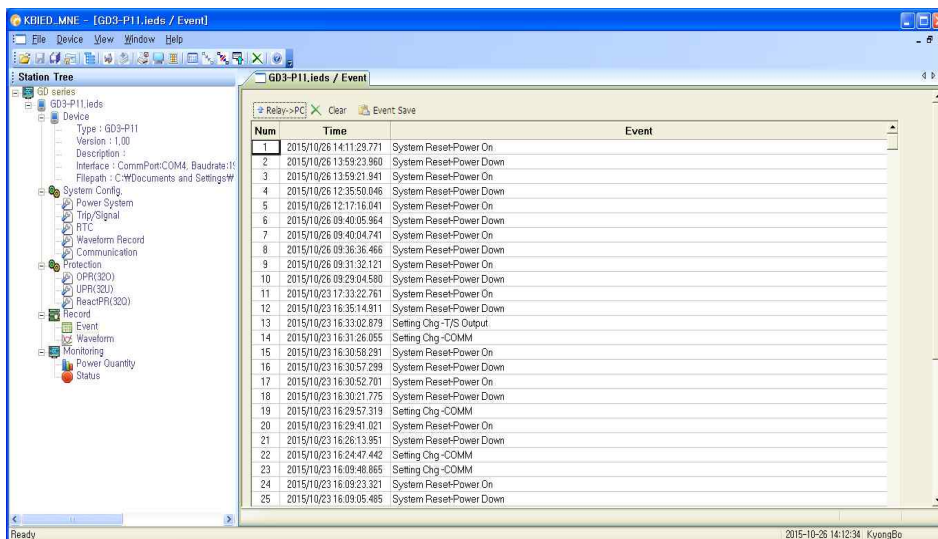 KBIED_MNE - [GD3-P11.ieds / Event]
File Device View Window Help
Station Tree
GD series
GD3-P11.ieds
Device
Type : GD3-P11
Version : 1.00
Description :
Interface : CommPort:COM4, Baudrate:19
Filepath : C:\Documents and Settings\
System Config.
Power System
Trip/Signal
RTC
Waveform Record
Communication
Protection
OPR(32O)
UPR(32U)
ReactPR(32Q)
Record
Event
Waveform
Monitoring
Power Quantity
Status
GD3-P11.ieds / Event
Relay->PC Clear Event Save
Num Time Event
1 2015/10/26 14:11:29.771 System Reset-Power On
2 2015/10/26 13:59:23.960 System Reset-Power Down
3 2015/10/26 13:59:21.941 System Reset-Power On
4 2015/10/26 12:35:50.046 System Reset-Power Down
5 2015/10/26 12:17:16.041 System Reset-Power On
6 2015/10/26 09:40:05.964 System Reset-Power Down
7 2015/10/26 09:40:04.741 System Reset-Power On
8 2015/10/26 09:36:36.466 System Reset-Power Down
9 2015/10/26 09:31:32.121 System Reset-Power On
10 2015/10/26 09:29:04.580 System Reset-Power Down
11 2015/10/23 17:33:22.761 System Reset-Power On
12 2015/10/23 16:35:14.911 System Reset-Power Down
13 2015/10/23 16:33:02.879 Setting Chg -T/S Output
14 2015/10/23 16:31:26.055 Setting Chg -COMM
15 2015/10/23 16:30:58.291 System Reset-Power On
16 2015/10/23 16:30:57.299 System Reset-Power Down
17 2015/10/23 16:30:52.701 System Reset-Power On
18 2015/10/23 16:30:21.775 System Reset-Power Down
19 2015/10/23 16:29:57.319 Setting Chg -COMM
20 2015/10/23 16:29:41.021 System Reset-Power On
21 2015/10/23 16:26:13.951 System Reset-Power Down
22 2015/10/23 16:24:47.442 Setting Chg -COMM
23 2015/10/23 16:09:48.865 Setting Chg -COMM
24 2015/10/23 16:09:23.321 System Reset-Power On
25 2015/10/23 16:09:05.485 System Reset-Power Down
Ready 2015-10-26 14:12:34 KyongBo